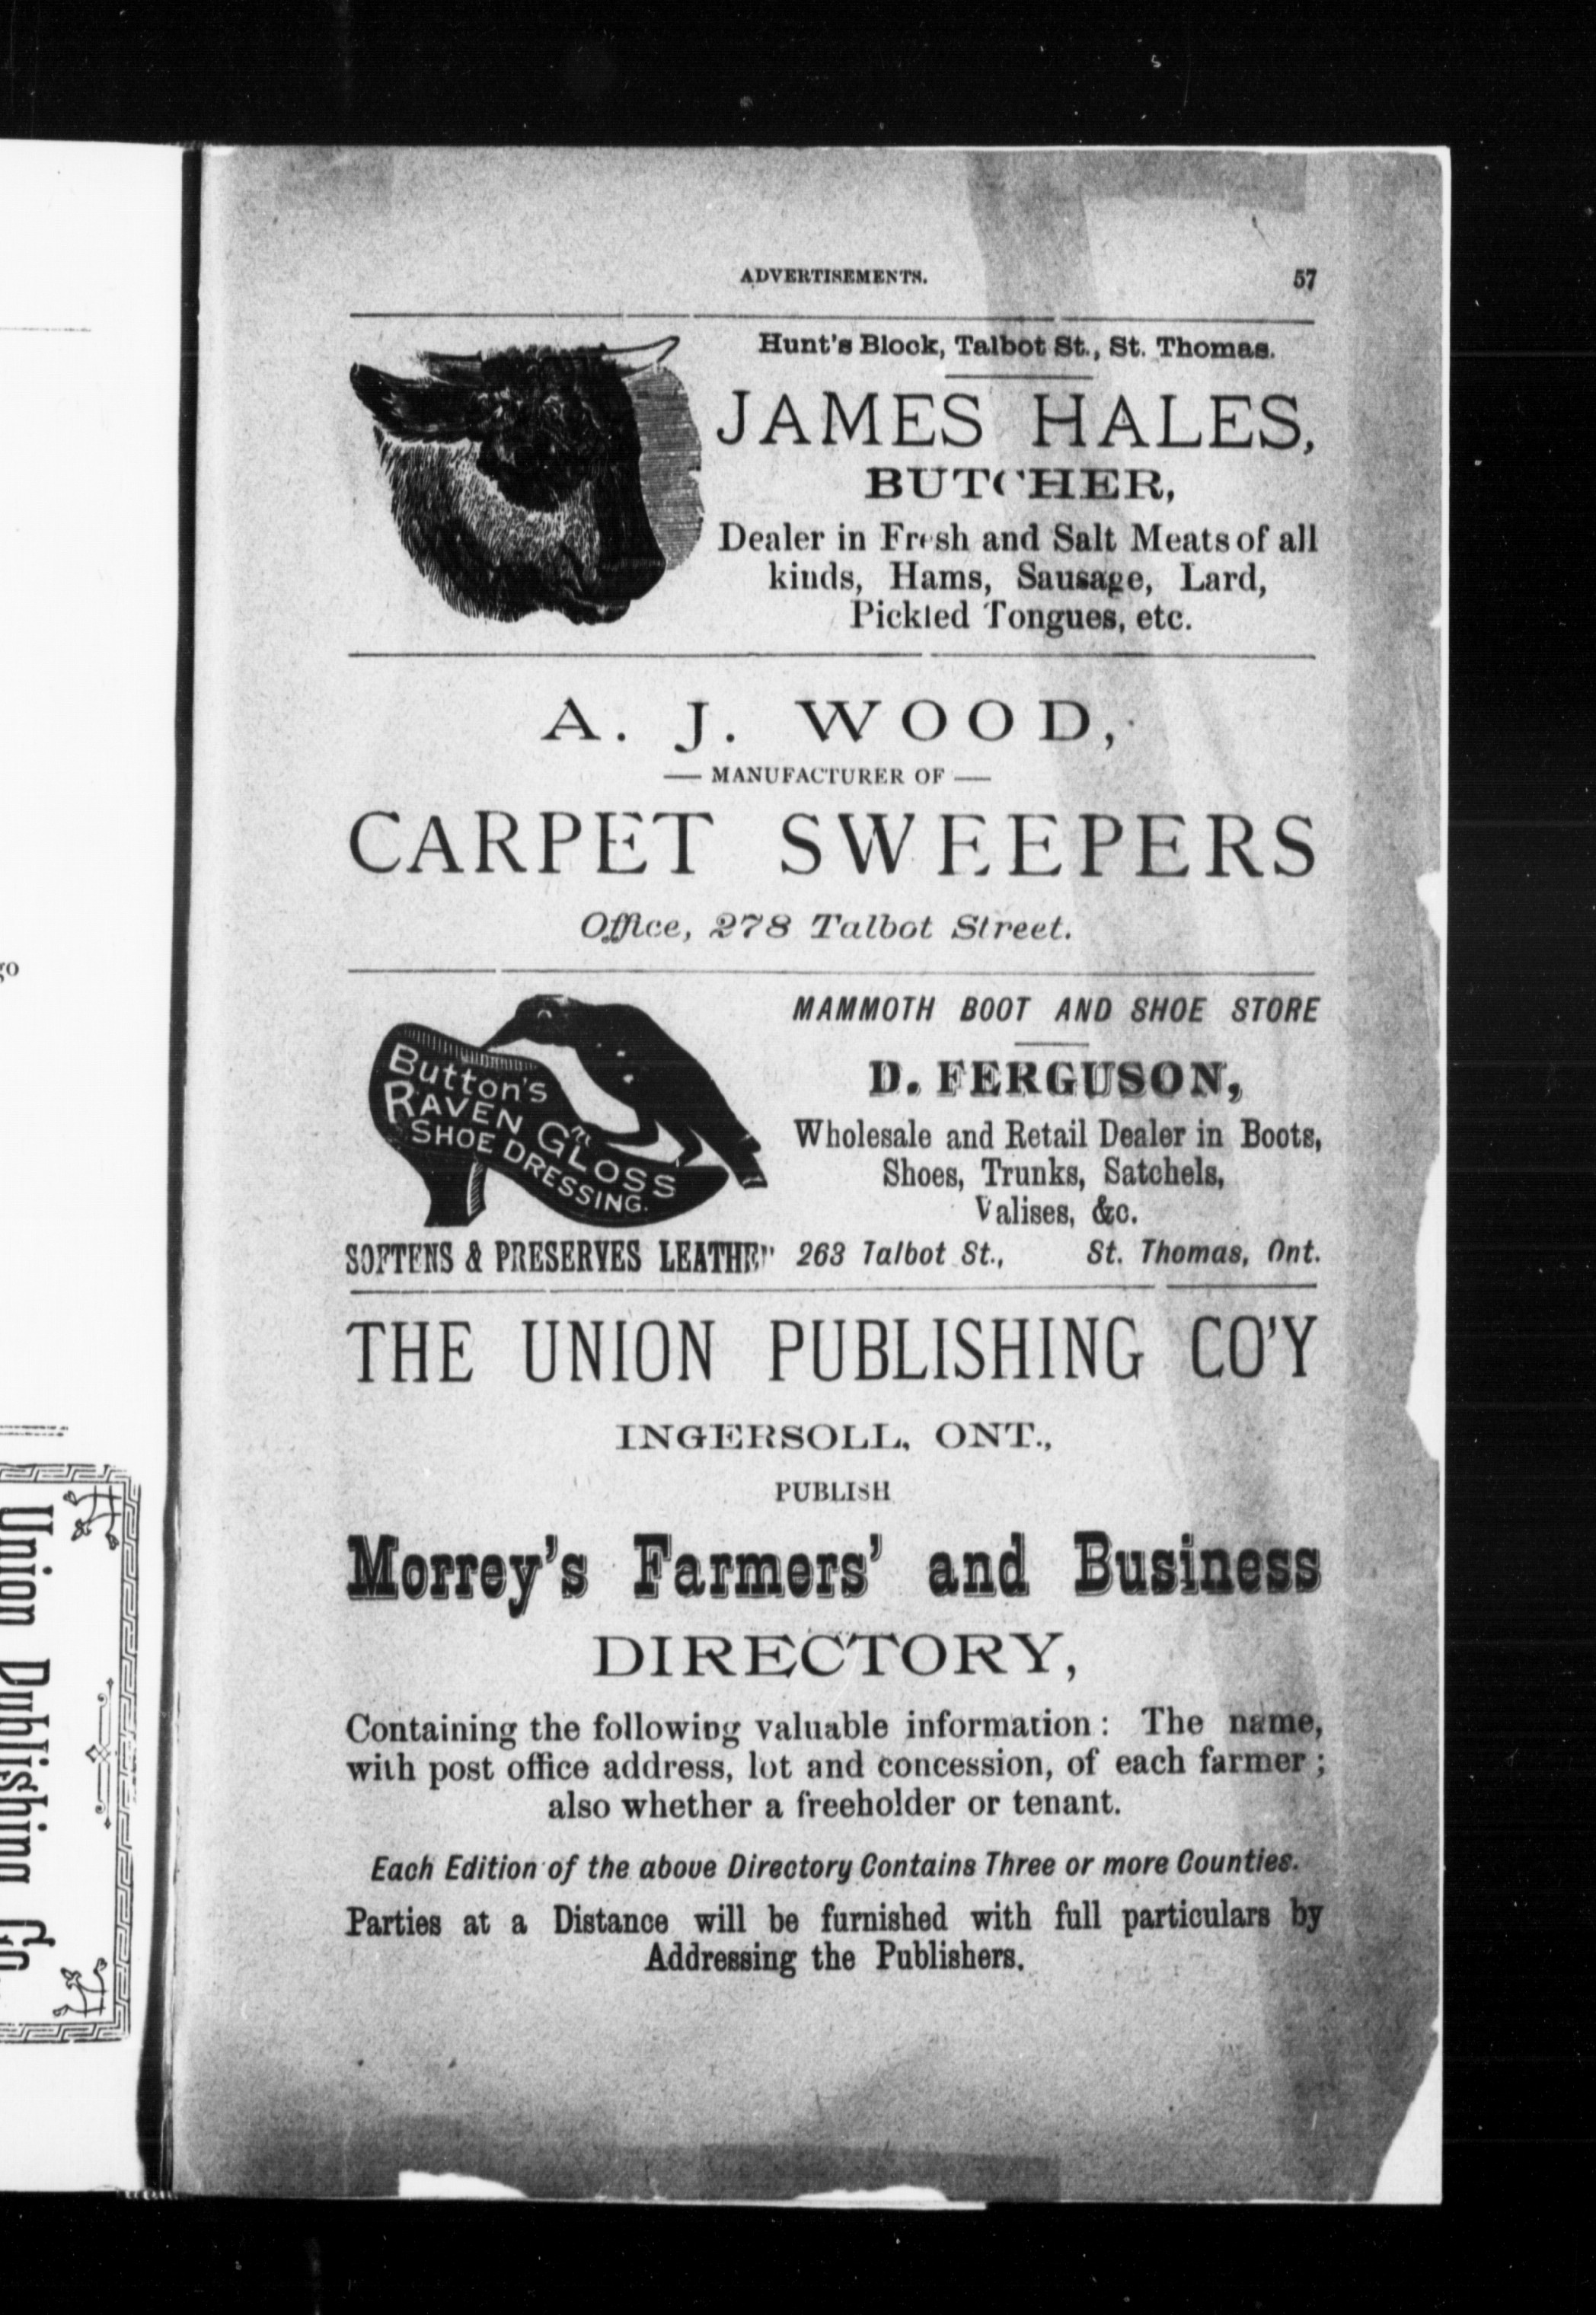 ADVERTISEMENTS. 57
Hunt's Block, Talbot St., St. Thomas.
JAMES HALES,
BUTCHER,
Dealer in Fresh and Salt Meats of all
kinds, Hams, Sausage, Lard,
Pickled Tongues, etc.
A. J. WOOD,
— MANUFACTURER OF —
CARPET SWEEPERS
Office, 278 Talbot Street.
Button's
RAVEN GLOSS
SHOE DRESSING.
SOFTENS & PRESERVES LEATHER
MAMMOTH BOOT AND SHOE STORE
D. FERGUSON,
Wholesale and Retail Dealer in Boots,
Shoes, Trunks, Satchels,
Valises, &c.
263 Talbot St., St. Thomas, Ont.
THE UNION PUBLISHING CO'Y
INGERSOLL, ONT.,
PUBLISH
Morrey's Farmers' and Business
DIRECTORY,
Containing the following valuable information : The name,
with post office address, lot and concession, of each farmer ;
also whether a freeholder or tenant.
Each Edition of the above Directory Contains Three or more Counties.
Parties at a Distance will be furnished with full particulars by
Addressing the Publishers.
go
Union Publishing Co.